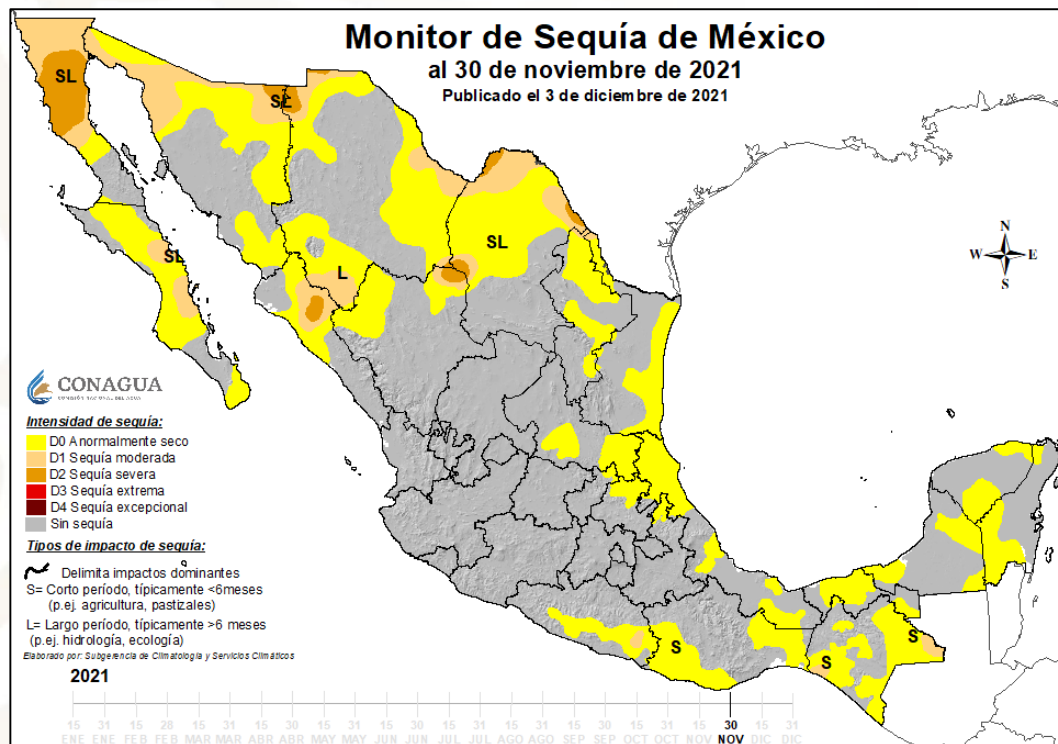 Monitor de Sequía de México
al 30 de noviembre de 2021
Publicado el 3 de diciembre de 2021
SL
SL
SL
SL
L
S
S
S
N
W E
S
CONAGUA
COMISIÓN NACIONAL DEL AGUA
Intensidad de sequía:
D0 Anormalmente seco
D1 Sequía moderada
D2 Sequía severa
D3 Sequía extrema
D4 Sequía excepcional
Sin sequía
Tipos de impacto de sequía:
Delimita impactos dominantes
S= Corto período, típicamente <6meses
(p.ej. agricultura, pastizales)
L= Largo período, típicamente >6 meses
(p.ej. hidrología, ecología)
Elaborado por: Subgerencia de Climatología y Servicios Climáticos
2021
15 31 15 28 15 31 15 30 15 31 15 30 15 31 15 31 15 30 15 31 15 30 15 31
ENE ENE FEB FEB MAR MAR ABR ABR MAY MAY JUN JUN JUL JUL AGO AGO SEP SEP OCT OCT NOV NOV DIC DIC